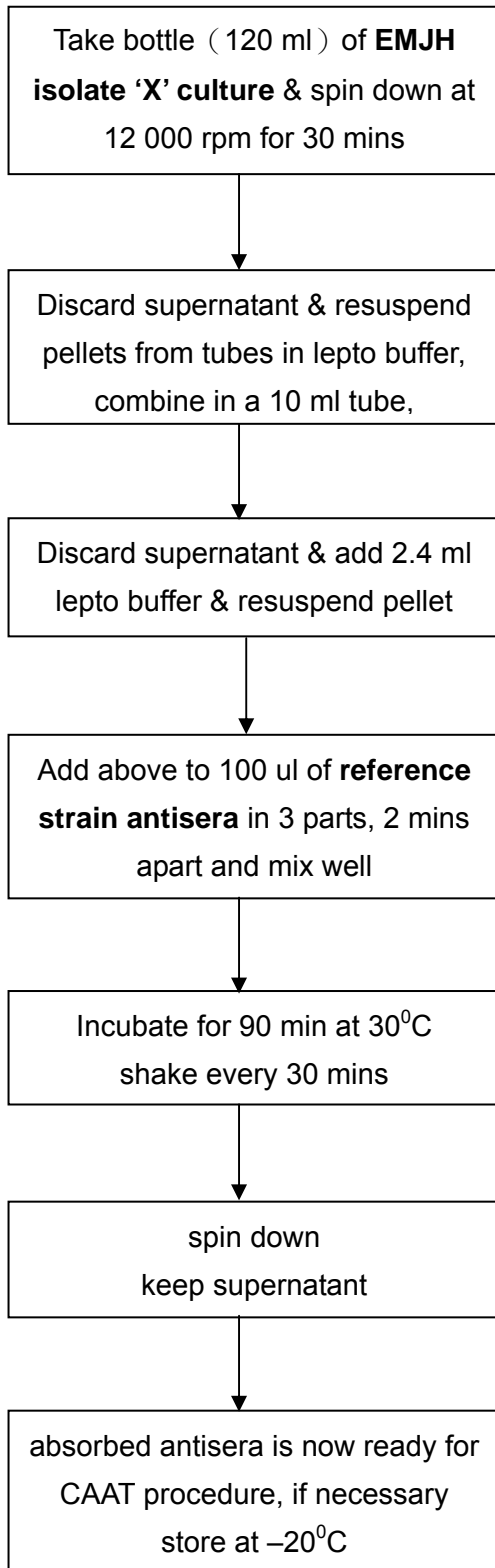 Take bottle（120 ml）of EMJH
isolate ‘X’ culture & spin down at
12 000 rpm for 30 mins
Discard supernatant & resuspend
pellets from tubes in lepto buffer,
combine in a 10 ml tube,
Discard supernatant & add 2.4 ml
lepto buffer & resuspend pellet
Add above to 100 ul of reference
strain antisera in 3 parts, 2 mins
apart and mix well
Incubate for 90 min at 30⁰C
shake every 30 mins
spin down
keep supernatant
absorbed antisera is now ready for
CAAT procedure, if necessary
store at –20⁰C